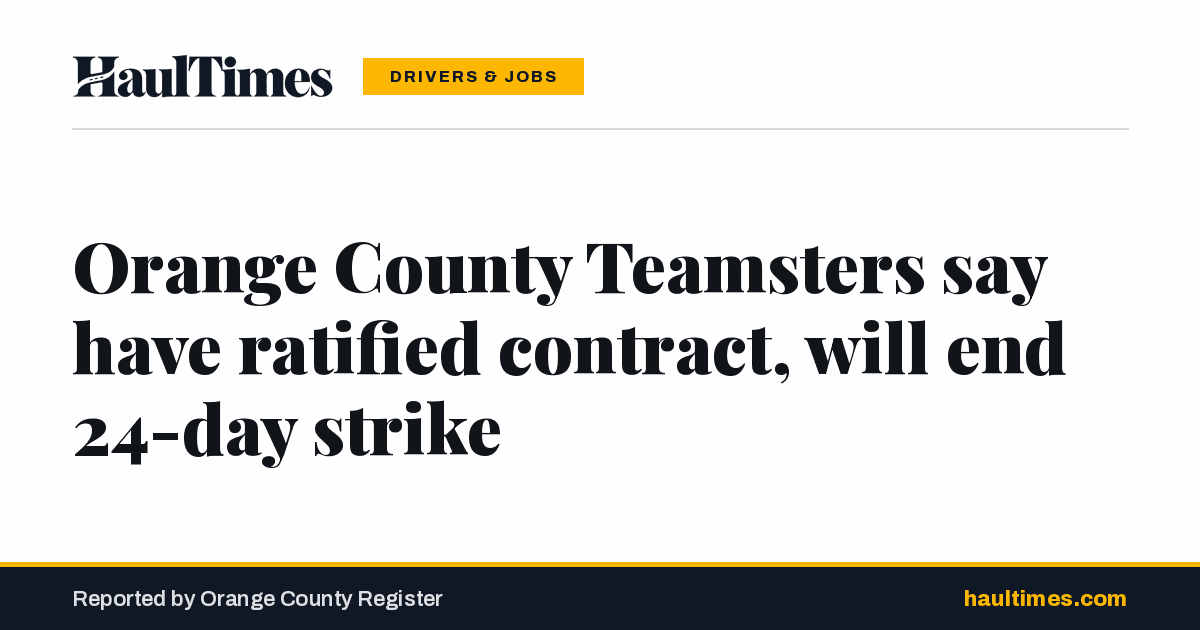 HaulTimes
DRIVERS & JOBS
Orange County Teamsters say
have ratified contract, will end
24-day strike
Reported by Orange County Register
haultimes.com